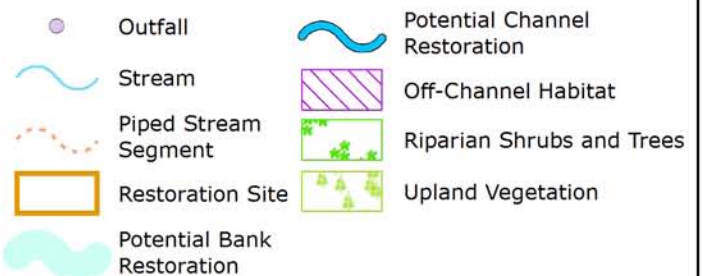 Outfall
Stream
Piped Stream
Segment
Restoration Site
Potential Bank
Restoration
Potential Channel
Restoration
Off-Channel Habitat
Riparian Shrubs and Trees
Upland Vegetation